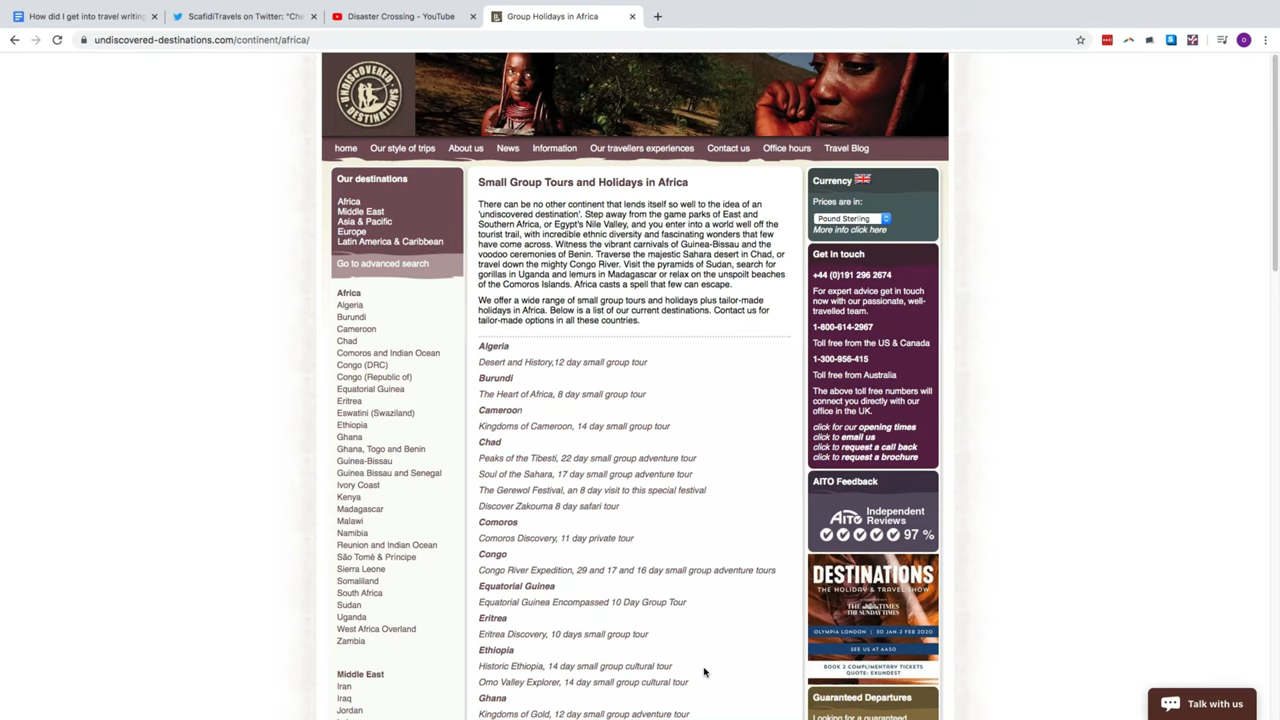 How did I get into travel writing
ScafidiTravels on Twitter: "Che
Disaster Crossing - YouTube
Group Holidays in Africa
undiscovered-destinations.com/continent/africa/
UNDISCOVERED DESTINATIONS
home
Our style of trips
About us
News
Information
Our travellers experiences
Contact us
Office hours
Travel Blog
Our destinations
Africa
Middle East
Asia & Pacific
Europe
Latin America & Caribbean
Go to advanced search
Africa
Algeria
Burundi
Cameroon
Chad
Comoros and Indian Ocean
Congo (DRC)
Congo (Republic of)
Equatorial Guinea
Eritrea
Eswatini (Swaziland)
Ethiopia
Ghana
Ghana, Togo and Benin
Guinea-Bissau
Guinea Bissau and Senegal
Ivory Coast
Kenya
Madagascar
Malawi
Namibia
Reunion and Indian Ocean
São Tomé & Príncipe
Sierra Leone
Somaliland
South Africa
Sudan
Uganda
West Africa Overland
Zambia
Middle East
Iran
Iraq
Jordan
Small Group Tours and Holidays in Africa
There can be no other continent that lends itself so well to the idea of an
'undiscovered destination'. Step away from the game parks of East and
Southern Africa, or Egypt's Nile Valley, and you enter into a world well off the
tourist trail, with incredible ethnic diversity and fascinating wonders that few
have come across. Witness the vibrant carnivals of Guinea-Bissau and the
voodoo ceremonies of Benin. Traverse the majestic Sahara desert in Chad, or
travel down the mighty Congo River. Visit the pyramids of Sudan, search for
gorillas in Uganda and lemurs in Madagascar or relax on the unspoilt beaches
of the Comoros Islands. Africa casts a spell that few can escape.
We offer a wide range of small group tours and holidays plus tailor-made
holidays in Africa. Below is a list of our current destinations. Contact us for
tailor-made options in all these countries.
Algeria
Desert and History,12 day small group tour
Burundi
The Heart of Africa, 8 day small group tour
Cameroon
Kingdoms of Cameroon, 14 day small group tour
Chad
Peaks of the Tibesti, 22 day small group adventure tour
Soul of the Sahara, 17 day small group adventure tour
The Gerewol Festival, an 8 day visit to this special festival
Discover Zakouma 8 day safari tour
Comoros
Comoros Discovery, 11 day private tour
Congo
Congo River Expedition, 29 and 17 and 16 day small group adventure tours
Equatorial Guinea
Equatorial Guinea Encompassed 10 Day Group Tour
Eritrea
Eritrea Discovery, 10 days small group tour
Ethiopia
Historic Ethiopia, 14 day small group cultural tour
Omo Valley Explorer, 14 day small group cultural tour
Ghana
Kingdoms of Gold, 12 day small group adventure tour
Currency
Prices are in:
Pound Sterling
More info click here
Get in touch
+44 (0)191 296 2674
For expert advice get in touch
now with our passionate, well-
travelled team.
1-800-614-2967
Toll free from the US & Canada
1-300-956-415
Toll free from Australia
The above toll free numbers will
connect you directly with our
office in the UK.
click for our opening times
click to email us
click to request a call back
click to request a brochure
AITO Feedback
AITO Independent
Reviews
97 %
DESTINATIONS
THE HOLIDAY & TRAVEL SHOW
THE TIMES
THE SUNDAY TIMES
OLYMPIA LONDON | 30 JAN-2 FEB 2020
SEE US AT AA50
BOOK 2 COMPLIMENTARY TICKETS
QUOTE: EXUNDEST
Guaranteed Departures
Looking for a guaranteed
Talk with us